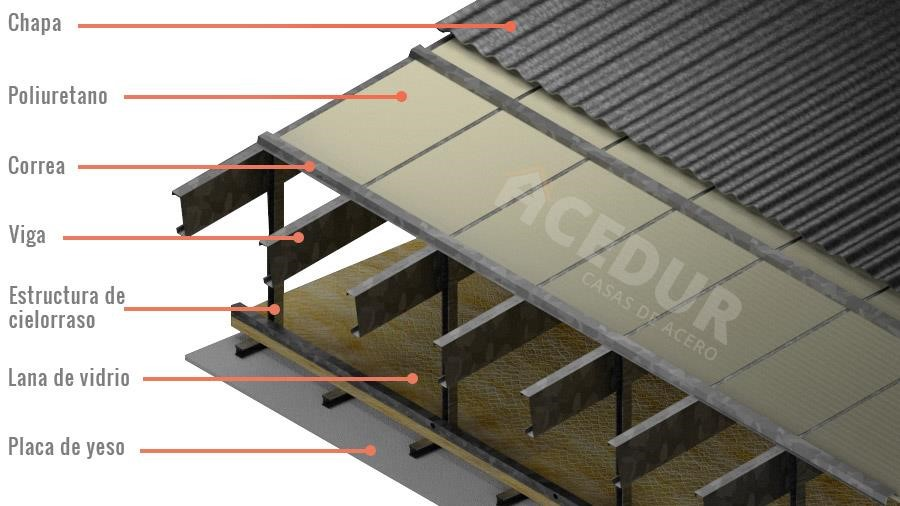 Chapa
Poliuretano
Correa
Viga
Estructura de
cielorraso
Lana de vidrio
Placa de yeso
ACEDUR
CASAS DE ACERO